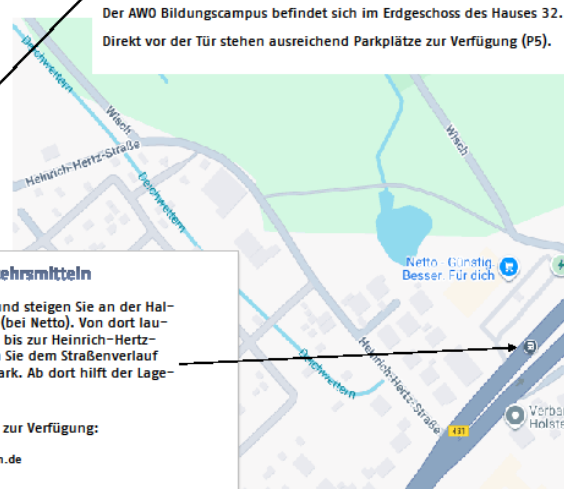 Der AWO Bildungscampus befindet sich im Erdgeschoss des Hauses 32.
Direkt vor der Tür stehen ausreichend Parkplätze zur Verfügung (P5).
Deichwettern
Wisch
Wisch
Heinrich-Hertz-Straße
Deichwettern
Netto - Günstig.
Besser. Für dich
ehrsmitteln
und steigen Sie an der Hal-
(bei Netto). Von dort lau-
bis zur Heinrich-Hertz-
Sie dem Straßenverlauf
ark. Ab dort hilft der Lage-
Heinrich-Hertz-Straße
Deichwettern
Verba
Holste
431
zur Verfügung:
n.de